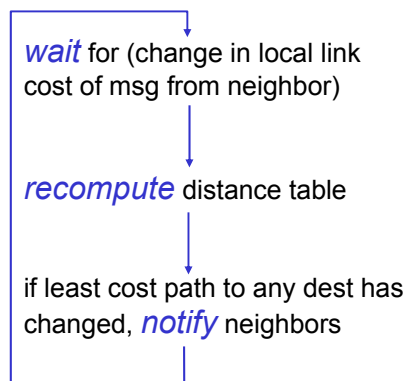 wait for (change in local link
cost of msg from neighbor)
recompute distance table
if least cost path to any dest has
changed, notify neighbors